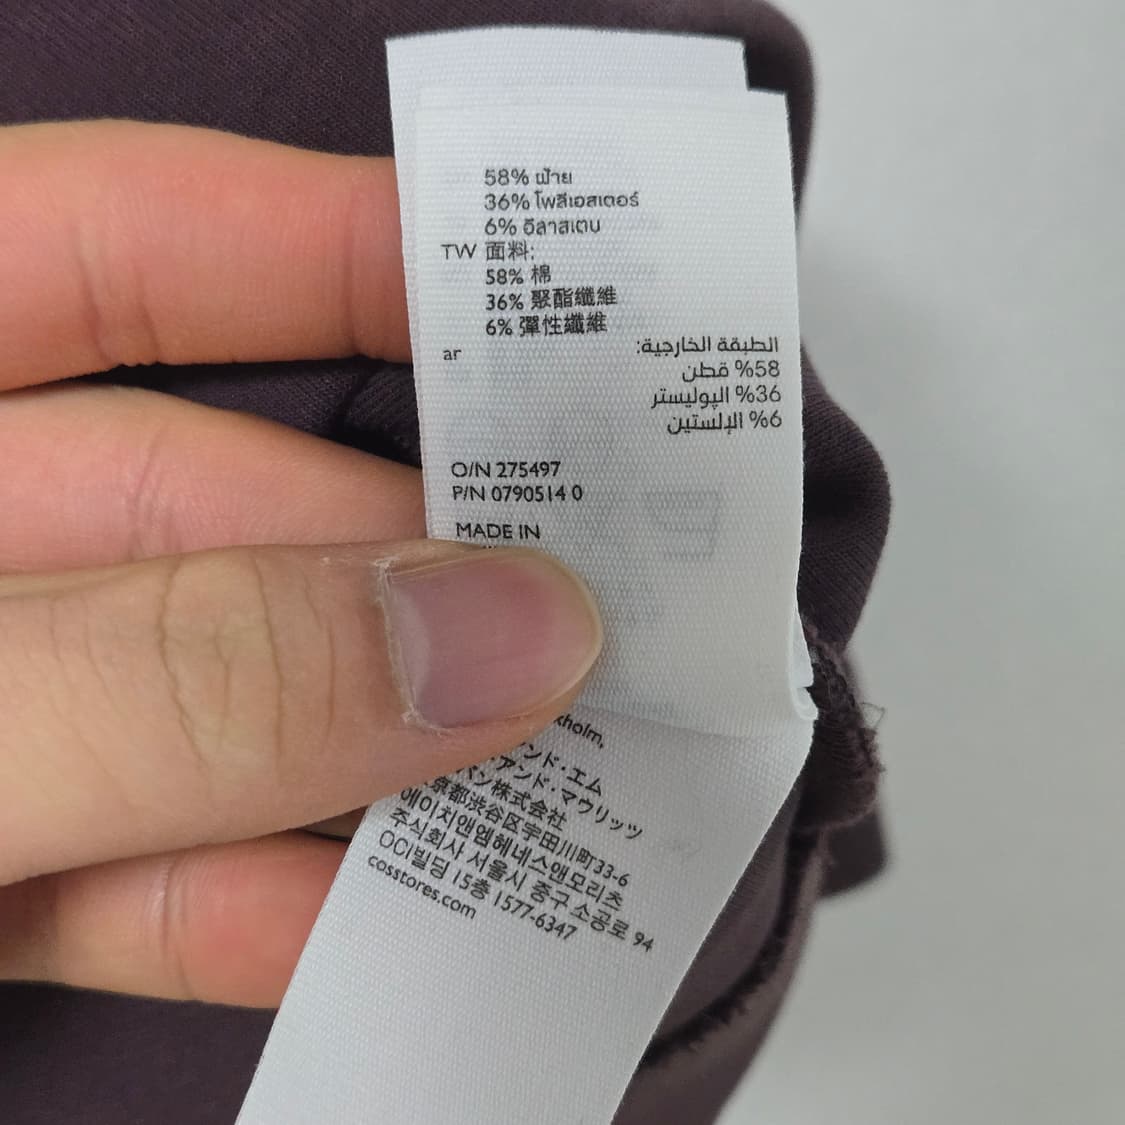 58% ฝ้าย
36% โพลีเอสเตอร์
6% อีลาสเตน
TW 面料:
58% 棉
36% 聚酯纖維
6% 彈性纖維
ar
الطبقة الخارجية:
%58 قطن
%36 البوليستر
%6 الإلستين
O/N 275497
P/N 0790514 0
MADE IN
ンド・エム
アンド・マウリッツ
パン株式会社
京都渋谷区宇田川町33-6
에이치앤엠헤네스앤모리츠
주식회사 서울시 중구 소공로 94
OCI빌딩 15층 1577-6347
cosstores.com